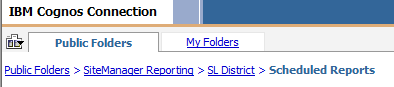 IBM Cognos Connection
Public Folders My Folders
Public Folders > SiteManager Reporting > SL District > Scheduled Reports